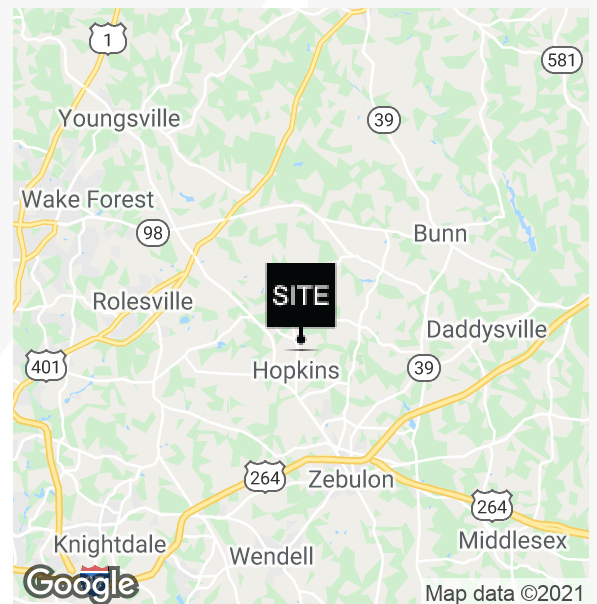 1
581
39
Youngsville
Wake Forest
98
Bunn
SITE
Rolesville
Daddysville
401
Hopkins
39
264
Zebulon
264
Knightdale
Middlesex
Wendell
Google
Map data ©2021